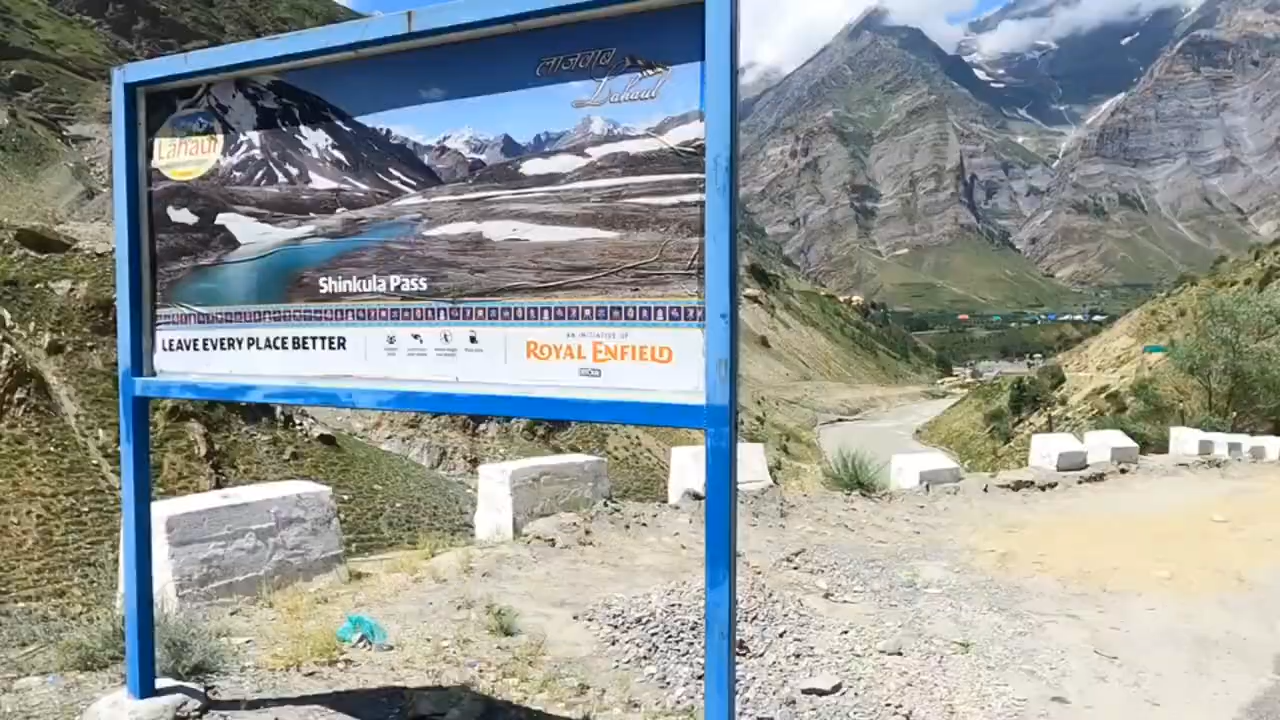 लाजवाब
Lahaul
Lahaul
Shinkula Pass
LEAVE EVERY PLACE BETTER
AN INITIATIVE OF
ROYAL ENFIELD